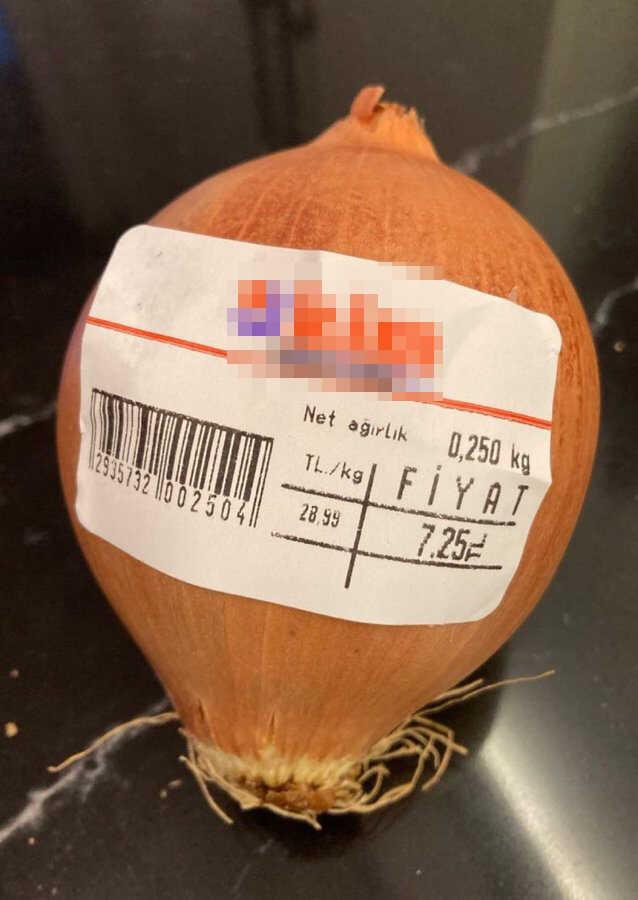 Net ağırlık 0,250 kg
TL./kg FİYAT
28,99 7.25₺
2935732 002504